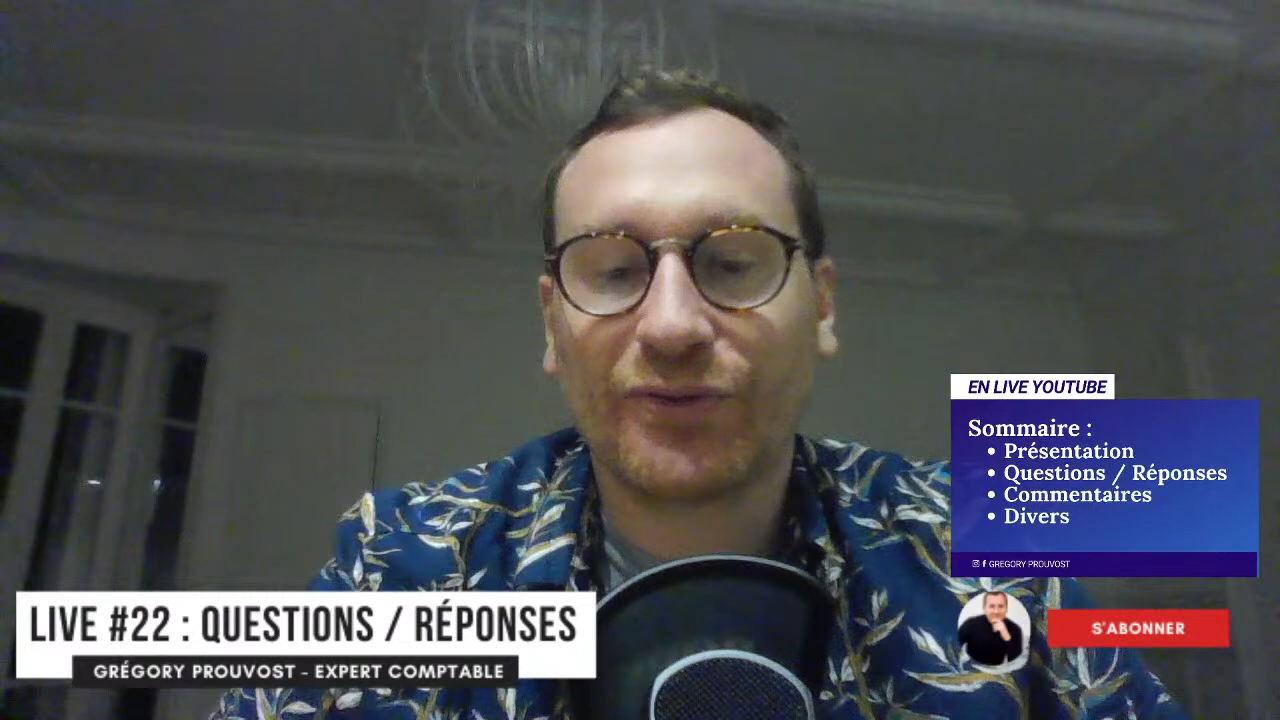 EN LIVE YOUTUBE
Sommaire :
• Présentation
• Questions / Réponses
• Commentaires
• Divers
GREGORY PROUVOST
LIVE #22 : QUESTIONS / RÉPONSES
GRÉGORY PROUVOST - EXPERT COMPTABLE
S'ABONNER